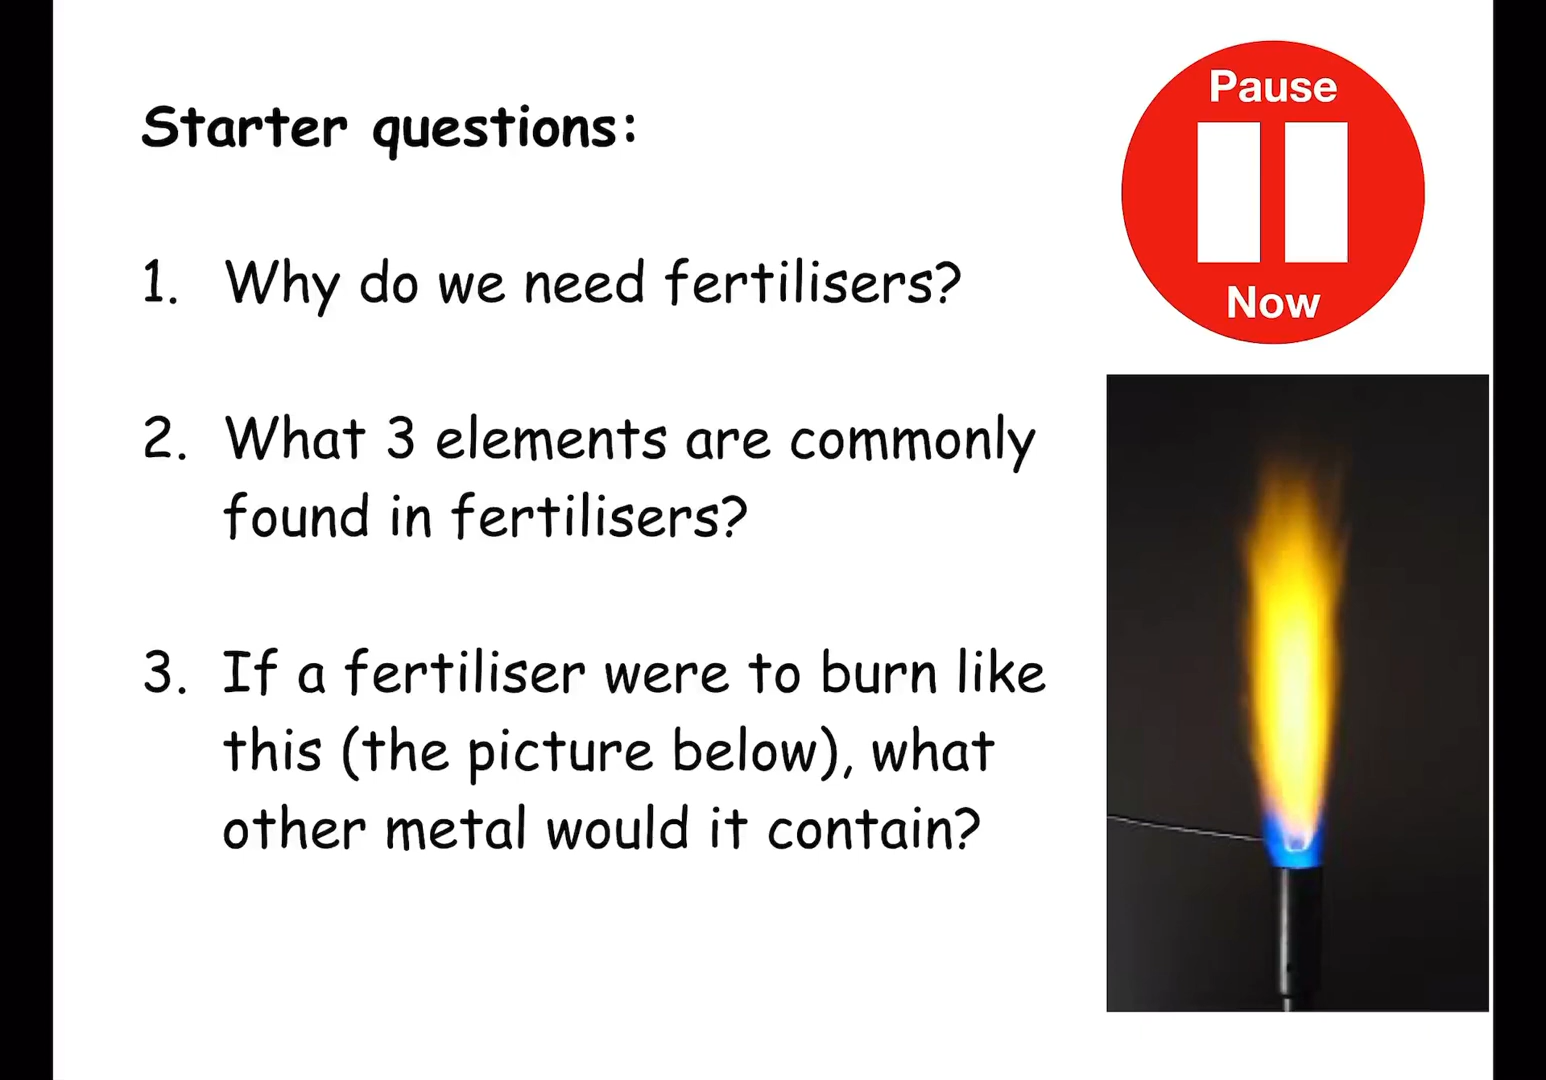 Starter questions:
Pause
Now
1. Why do we need fertilisers?
2. What 3 elements are commonly
found in fertilisers?
3. If a fertiliser were to burn like
this (the picture below), what
other metal would it contain?